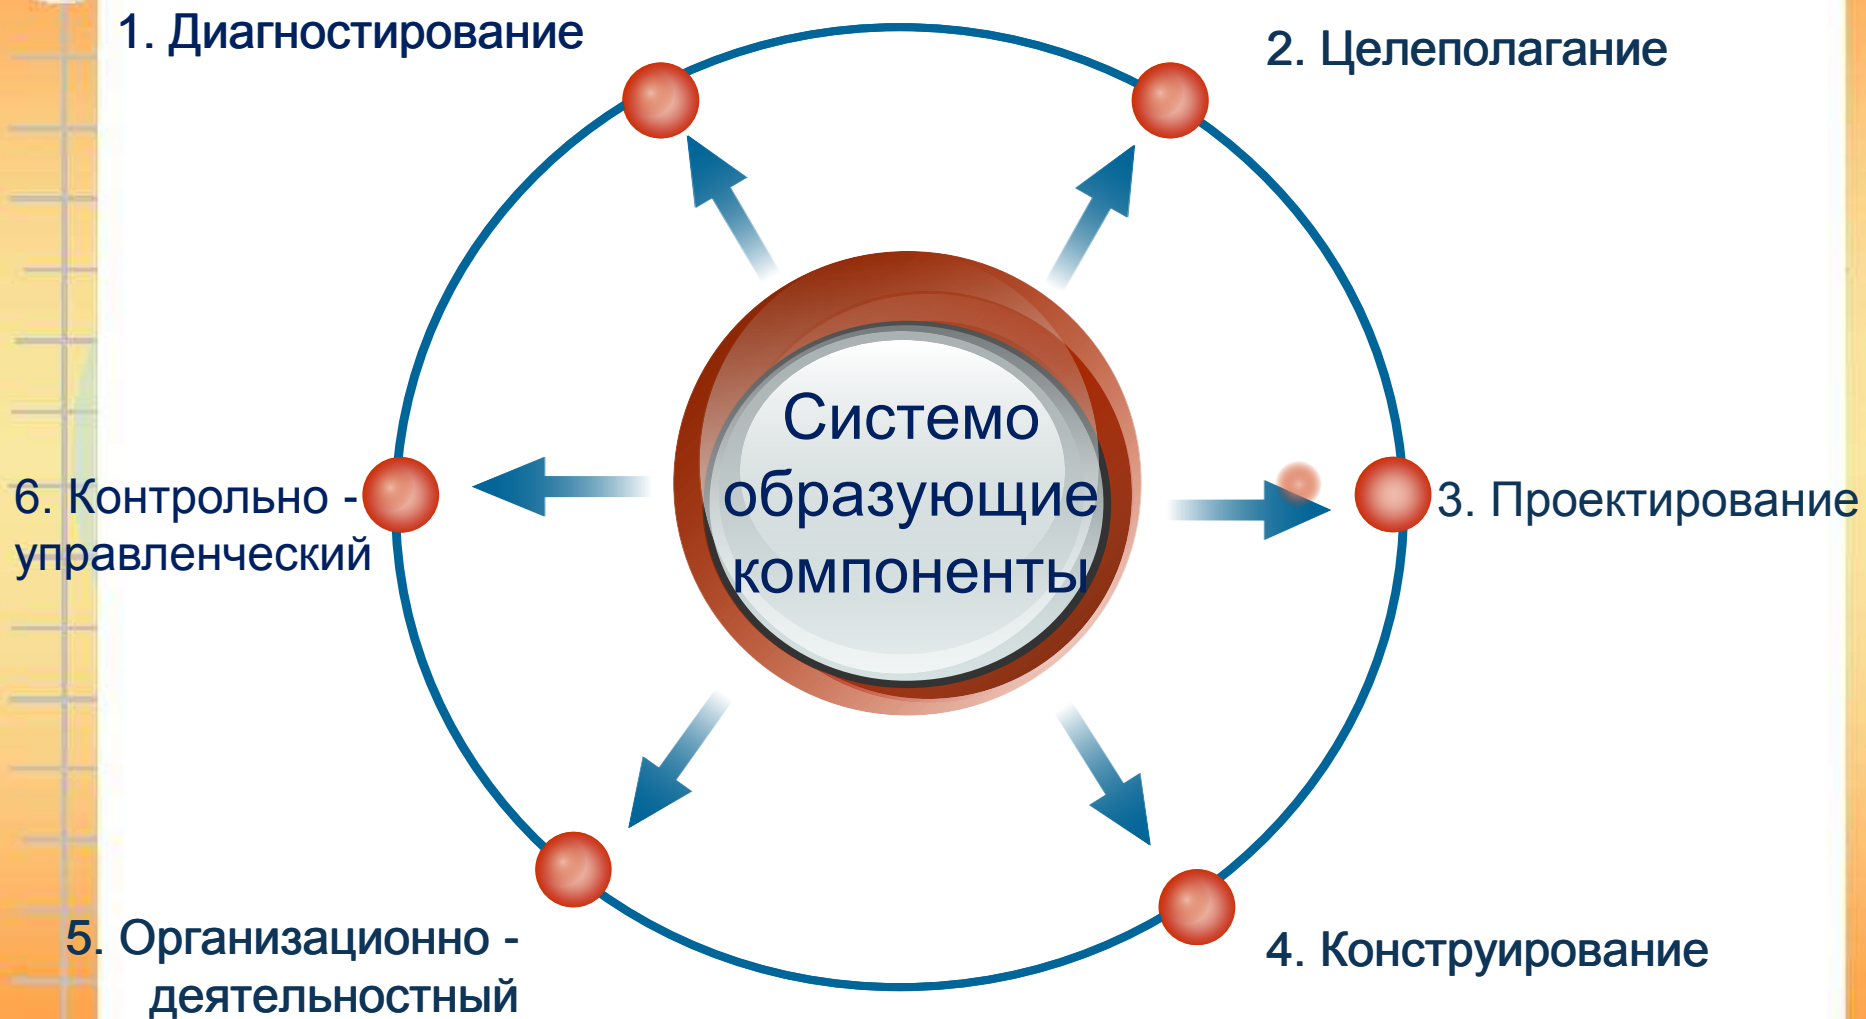 1. Диагностирование
2. Целеполагание
Системо
образующие
компоненты
3. Проектирование
4. Конструирование
5. Организационно -
деятельностный
6. Контрольно -
управленческий